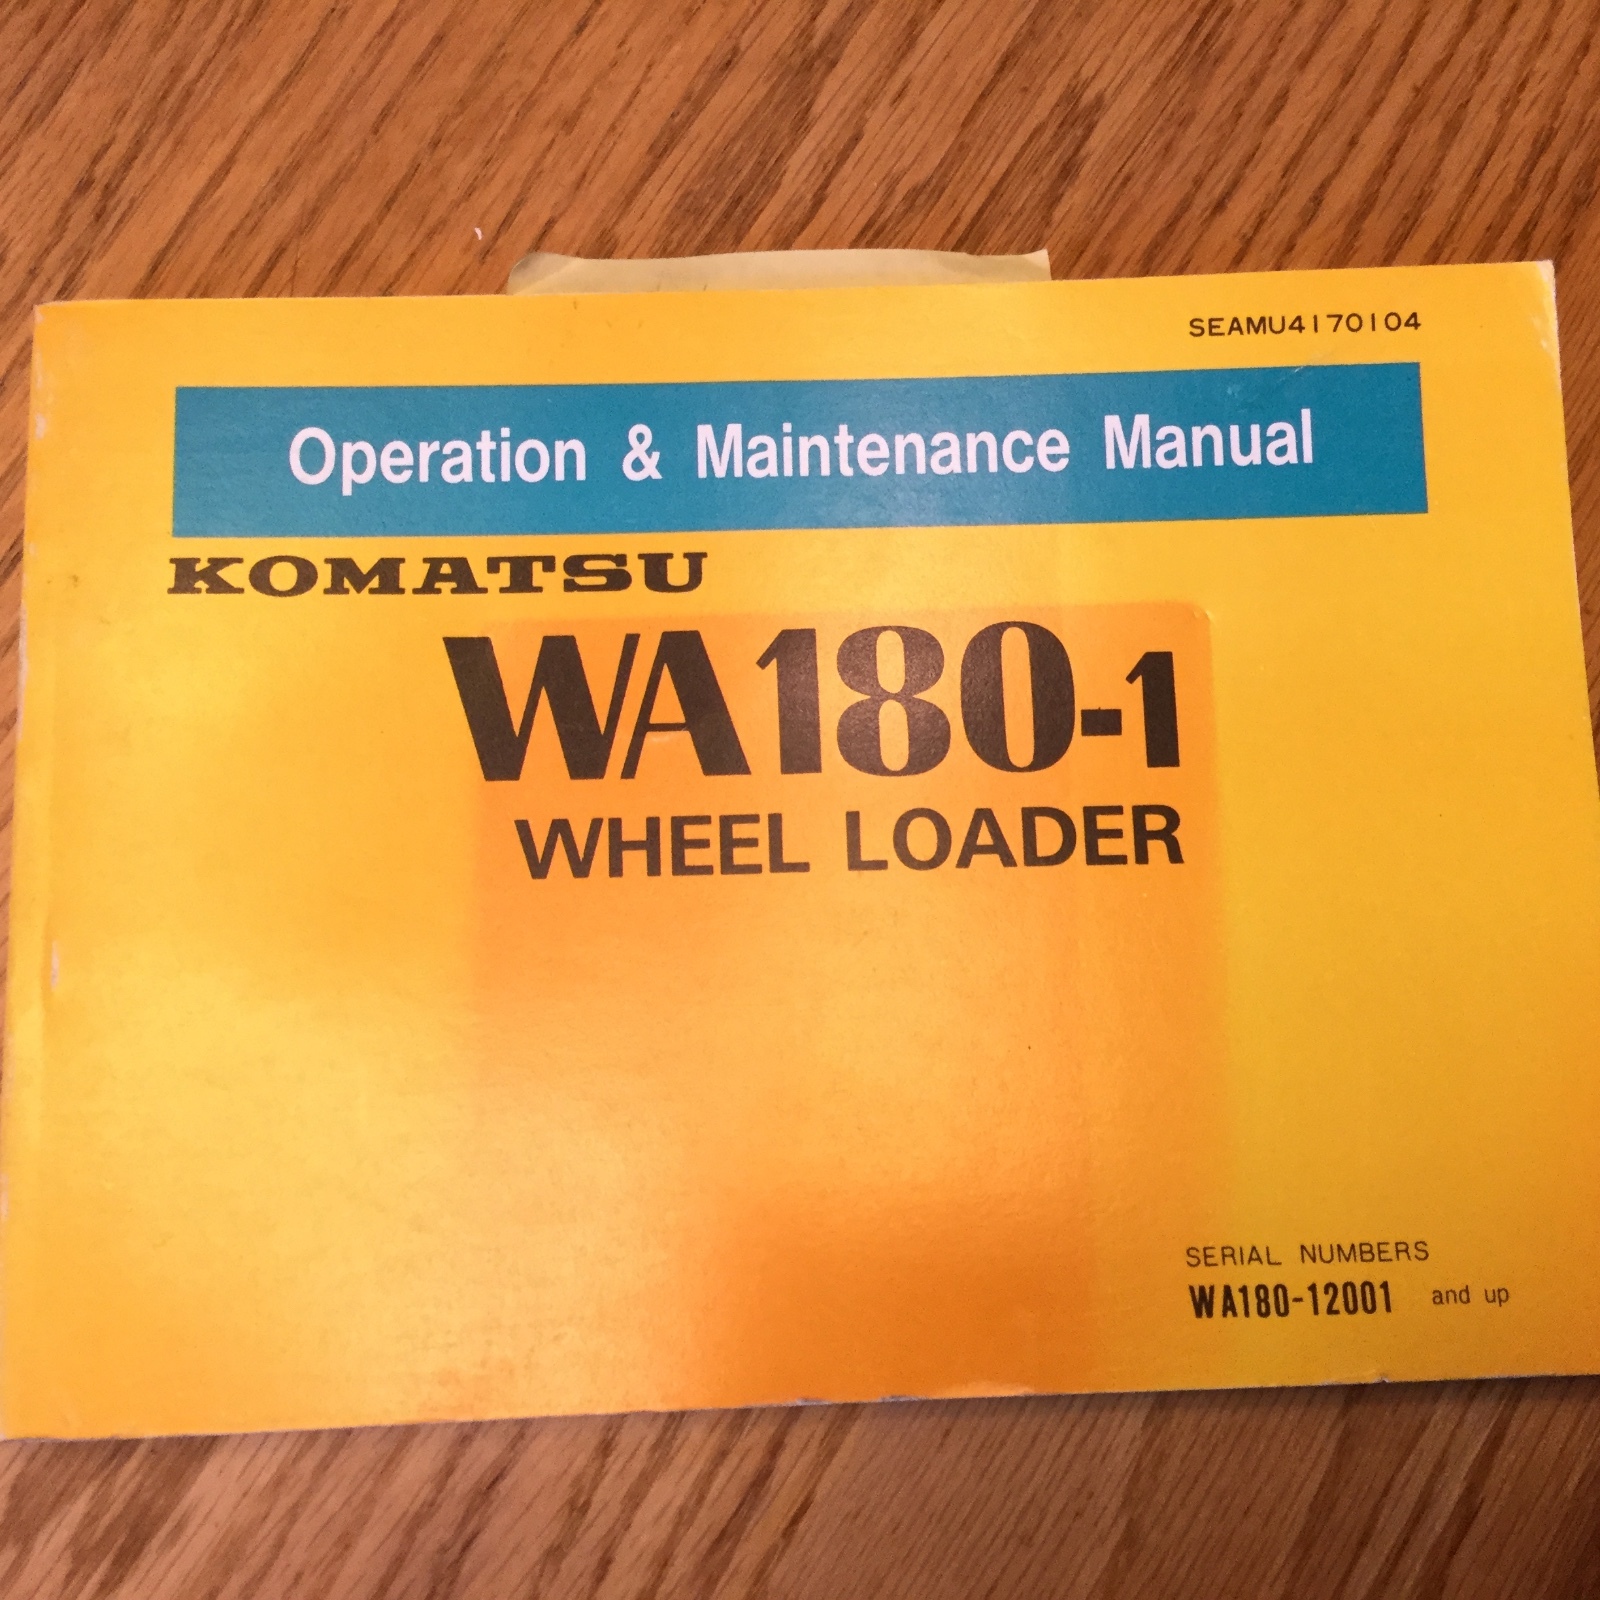 SEAMU4170104
Operation & Maintenance Manual
KOMATSU
WA180-1
WHEEL LOADER
SERIAL NUMBERS
WA180-12001 and up